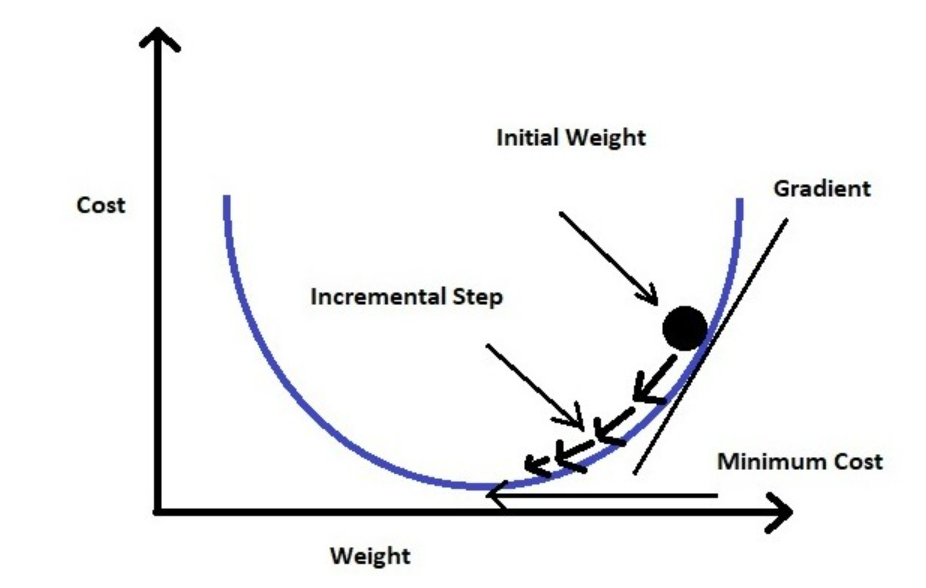 Initial Weight
Gradient
Cost
Incremental Step
Minimum Cost
Weight